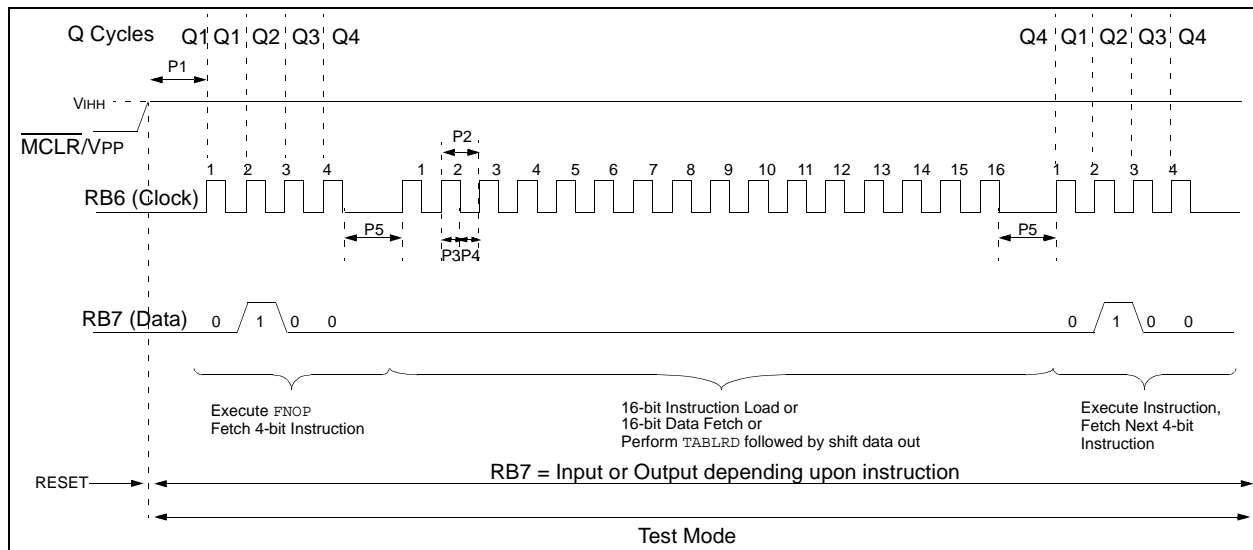 Q Cycles Q1 Q1 Q2 Q3 Q4 Q4 Q1 Q2 Q3 Q4
P1
VIHH
MCLR/VPP
P2
1 2 3 4 1 2 3 4 5 6 7 8 9 10 11 12 13 14 15 16 1 2 3 4
RB6 (Clock)
P5 P5
P3 P4
RB7 (Data) 0 1 0 0 0 1 0 0
Execute FNOP
Fetch 4-bit Instruction
16-bit Instruction Load or
16-bit Data Fetch or
Perform TABLRD followed by shift data out
Execute Instruction,
Fetch Next 4-bit
Instruction
RESET
RB7 = Input or Output depending upon instruction
Test Mode